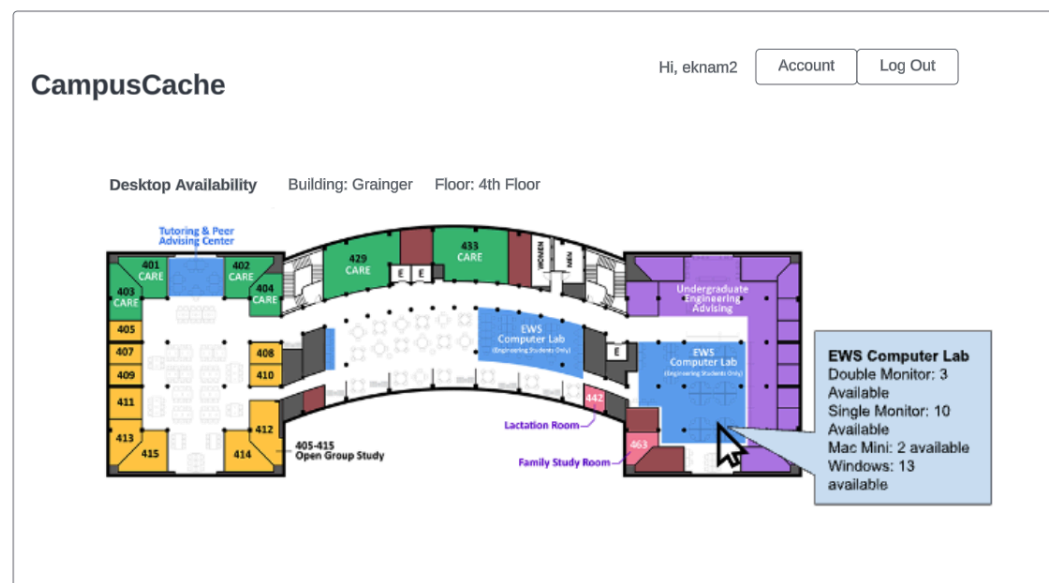 CampusCache
Hi, eknam2
Account
Log Out
Desktop Availability
Building: Grainger
Floor: 4th Floor
Tutoring & Peer
Advising Center
401
CARE
402
CARE
403
CARE
404
CARE
405
407
409
411
413
415
408
410
412
414
405-415
Open Group Study
429
CARE
433
CARE
E
E
WOMEN
MEN
EWS
Computer Lab
(Engineering Students Only)
442
Lactation Room
463
Family Study Room
E
Undergraduate
Engineering
Advising
EWS
Computer Lab
(Engineering Students Only)
EWS Computer Lab
Double Monitor: 3
Available
Single Monitor: 10
Available
Mac Mini: 2 available
Windows: 13
available